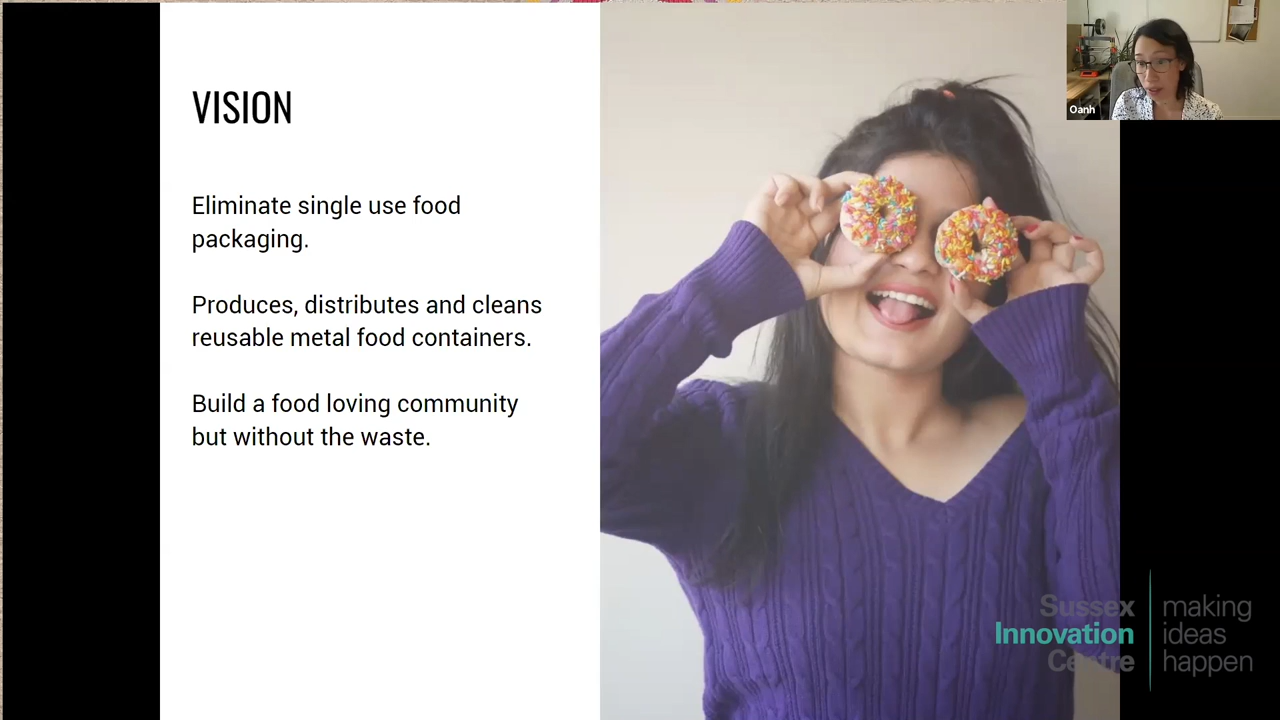 VISION
Eliminate single use food
packaging.
Produces, distributes and cleans
reusable metal food containers.
Build a food loving community
but without the waste.
Oanh
Sussex
Innovation
Centre
making
ideas
happen